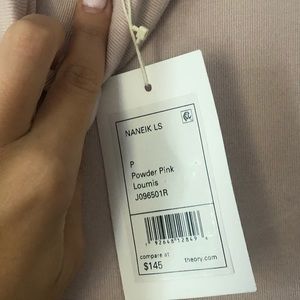 NANEIK LS
P
Powder Pink
Loumis
J096501R
compare at
$145
theory.com